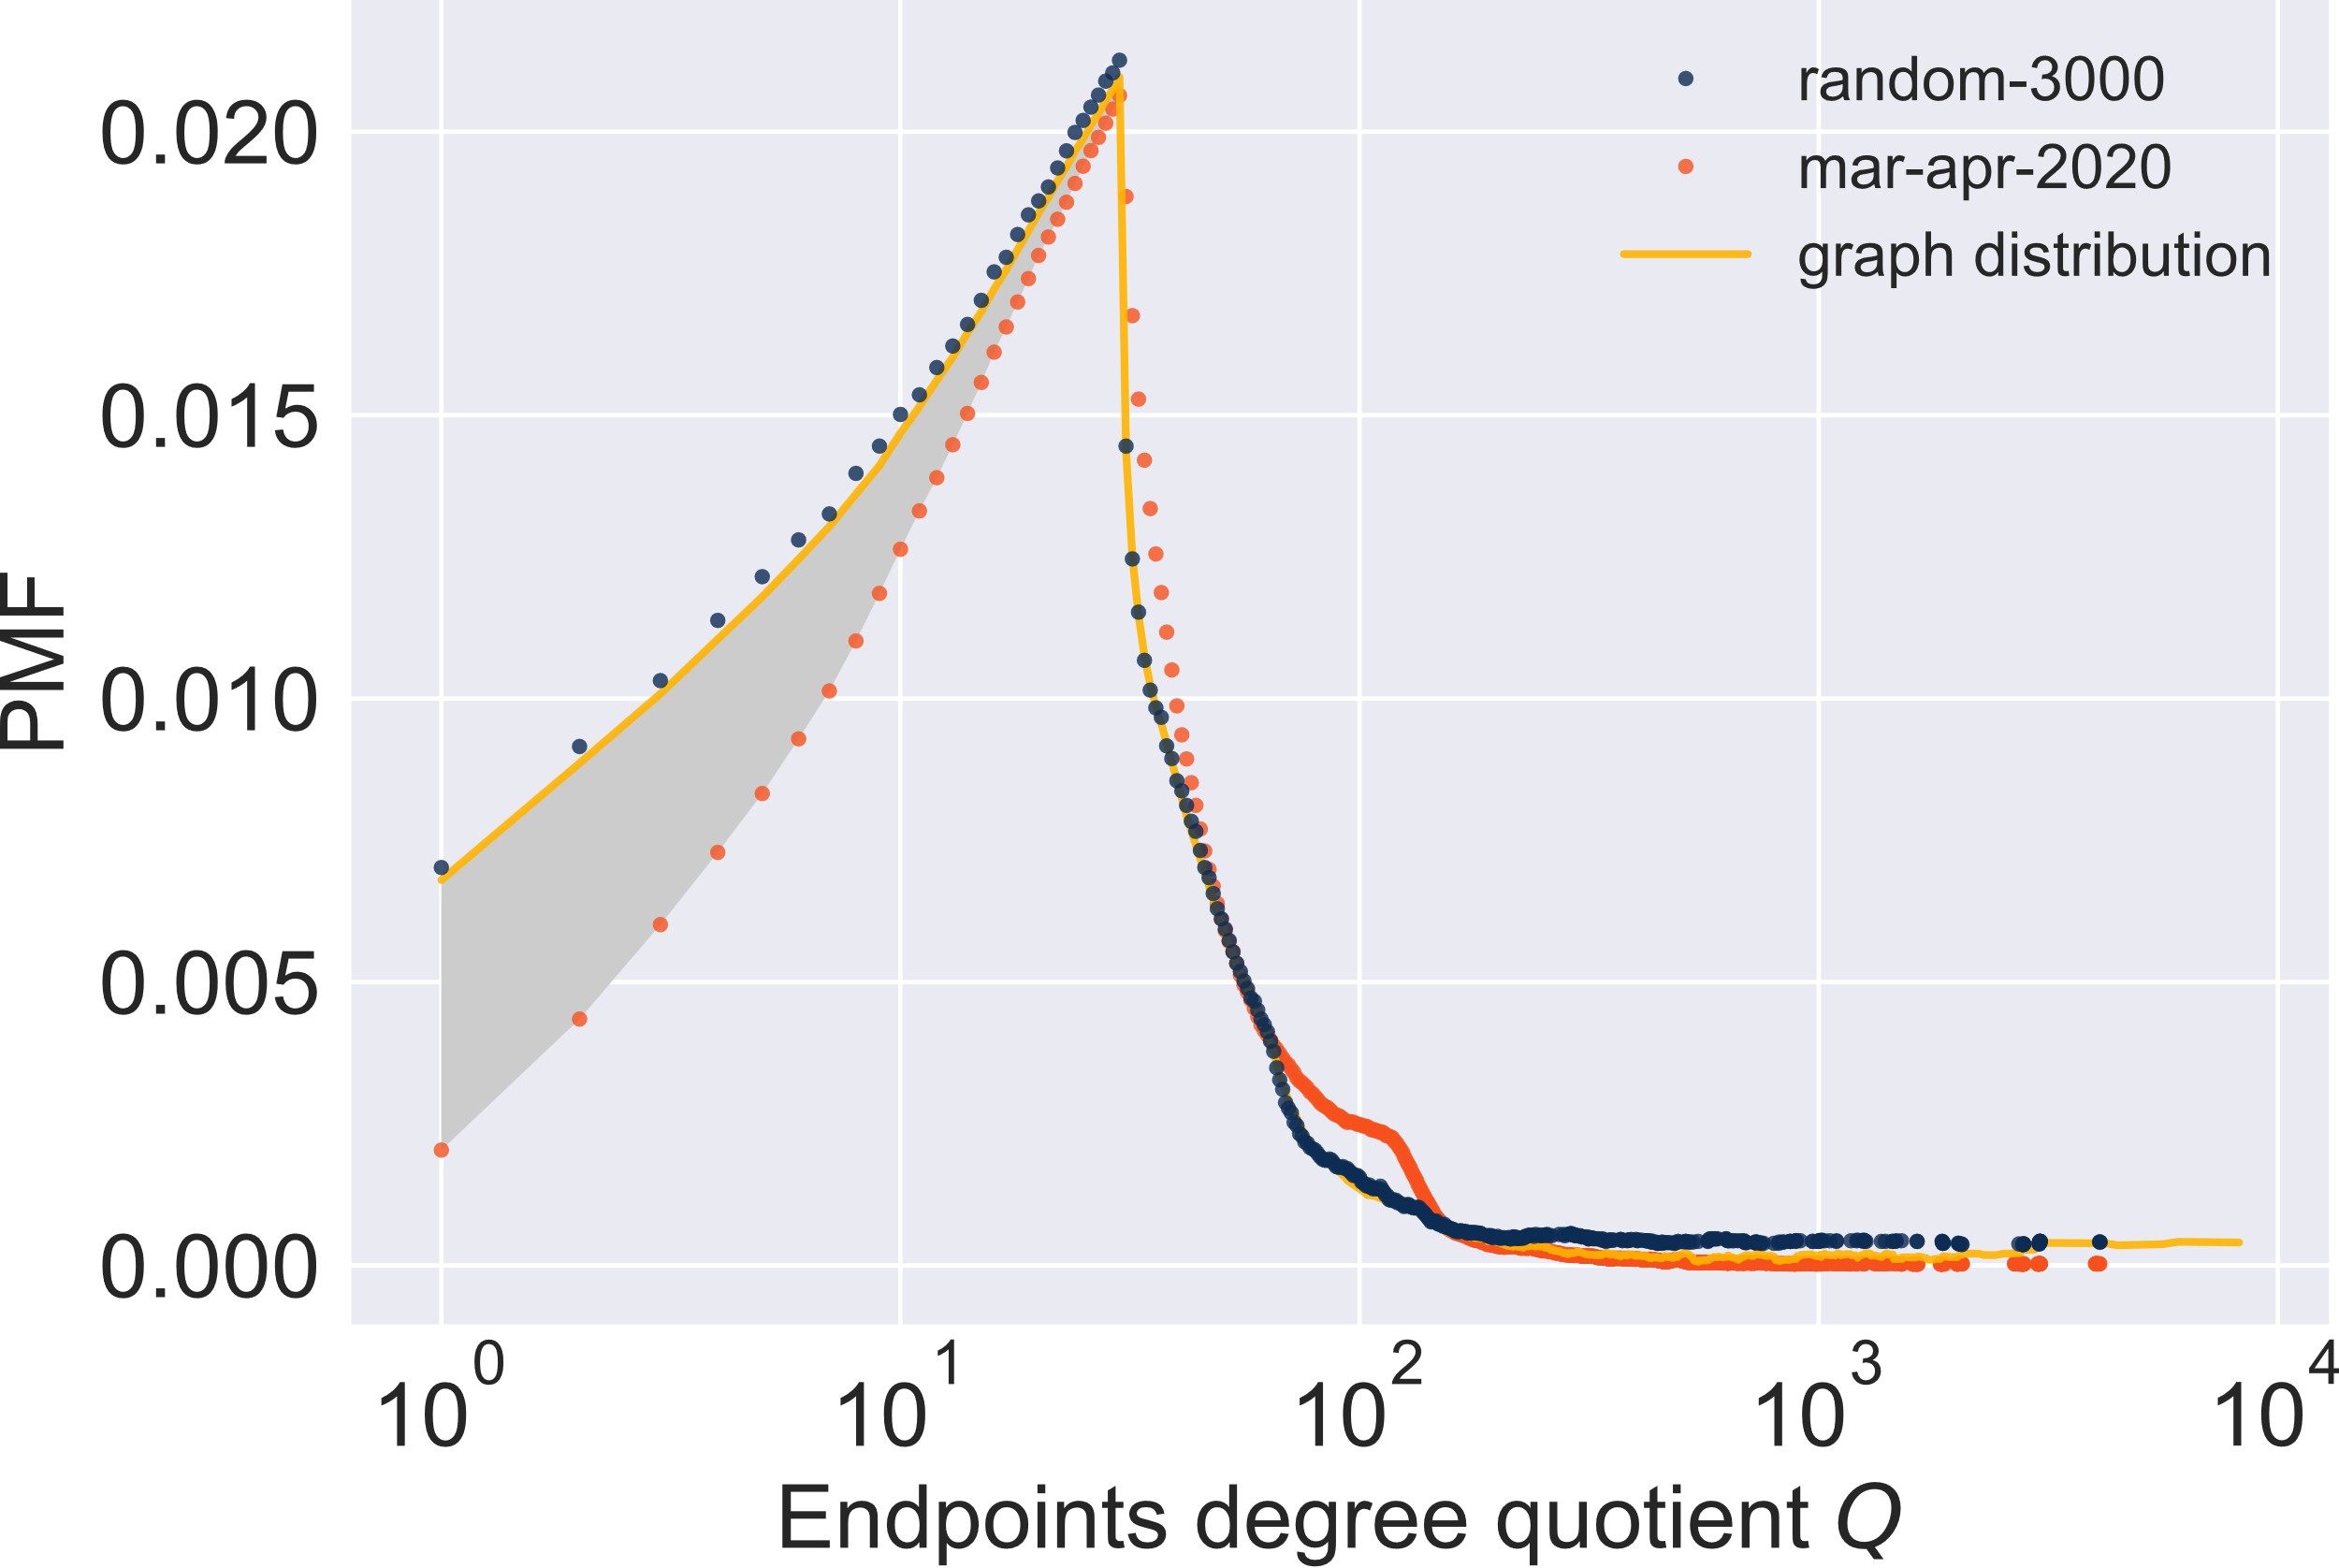 random-3000
mar-apr-2020
graph distribution
PMF
0.020
0.015
0.010
0.005
0.000
10^0 10^1 10^2 10^3 10^4
Endpoints degree quotient Q